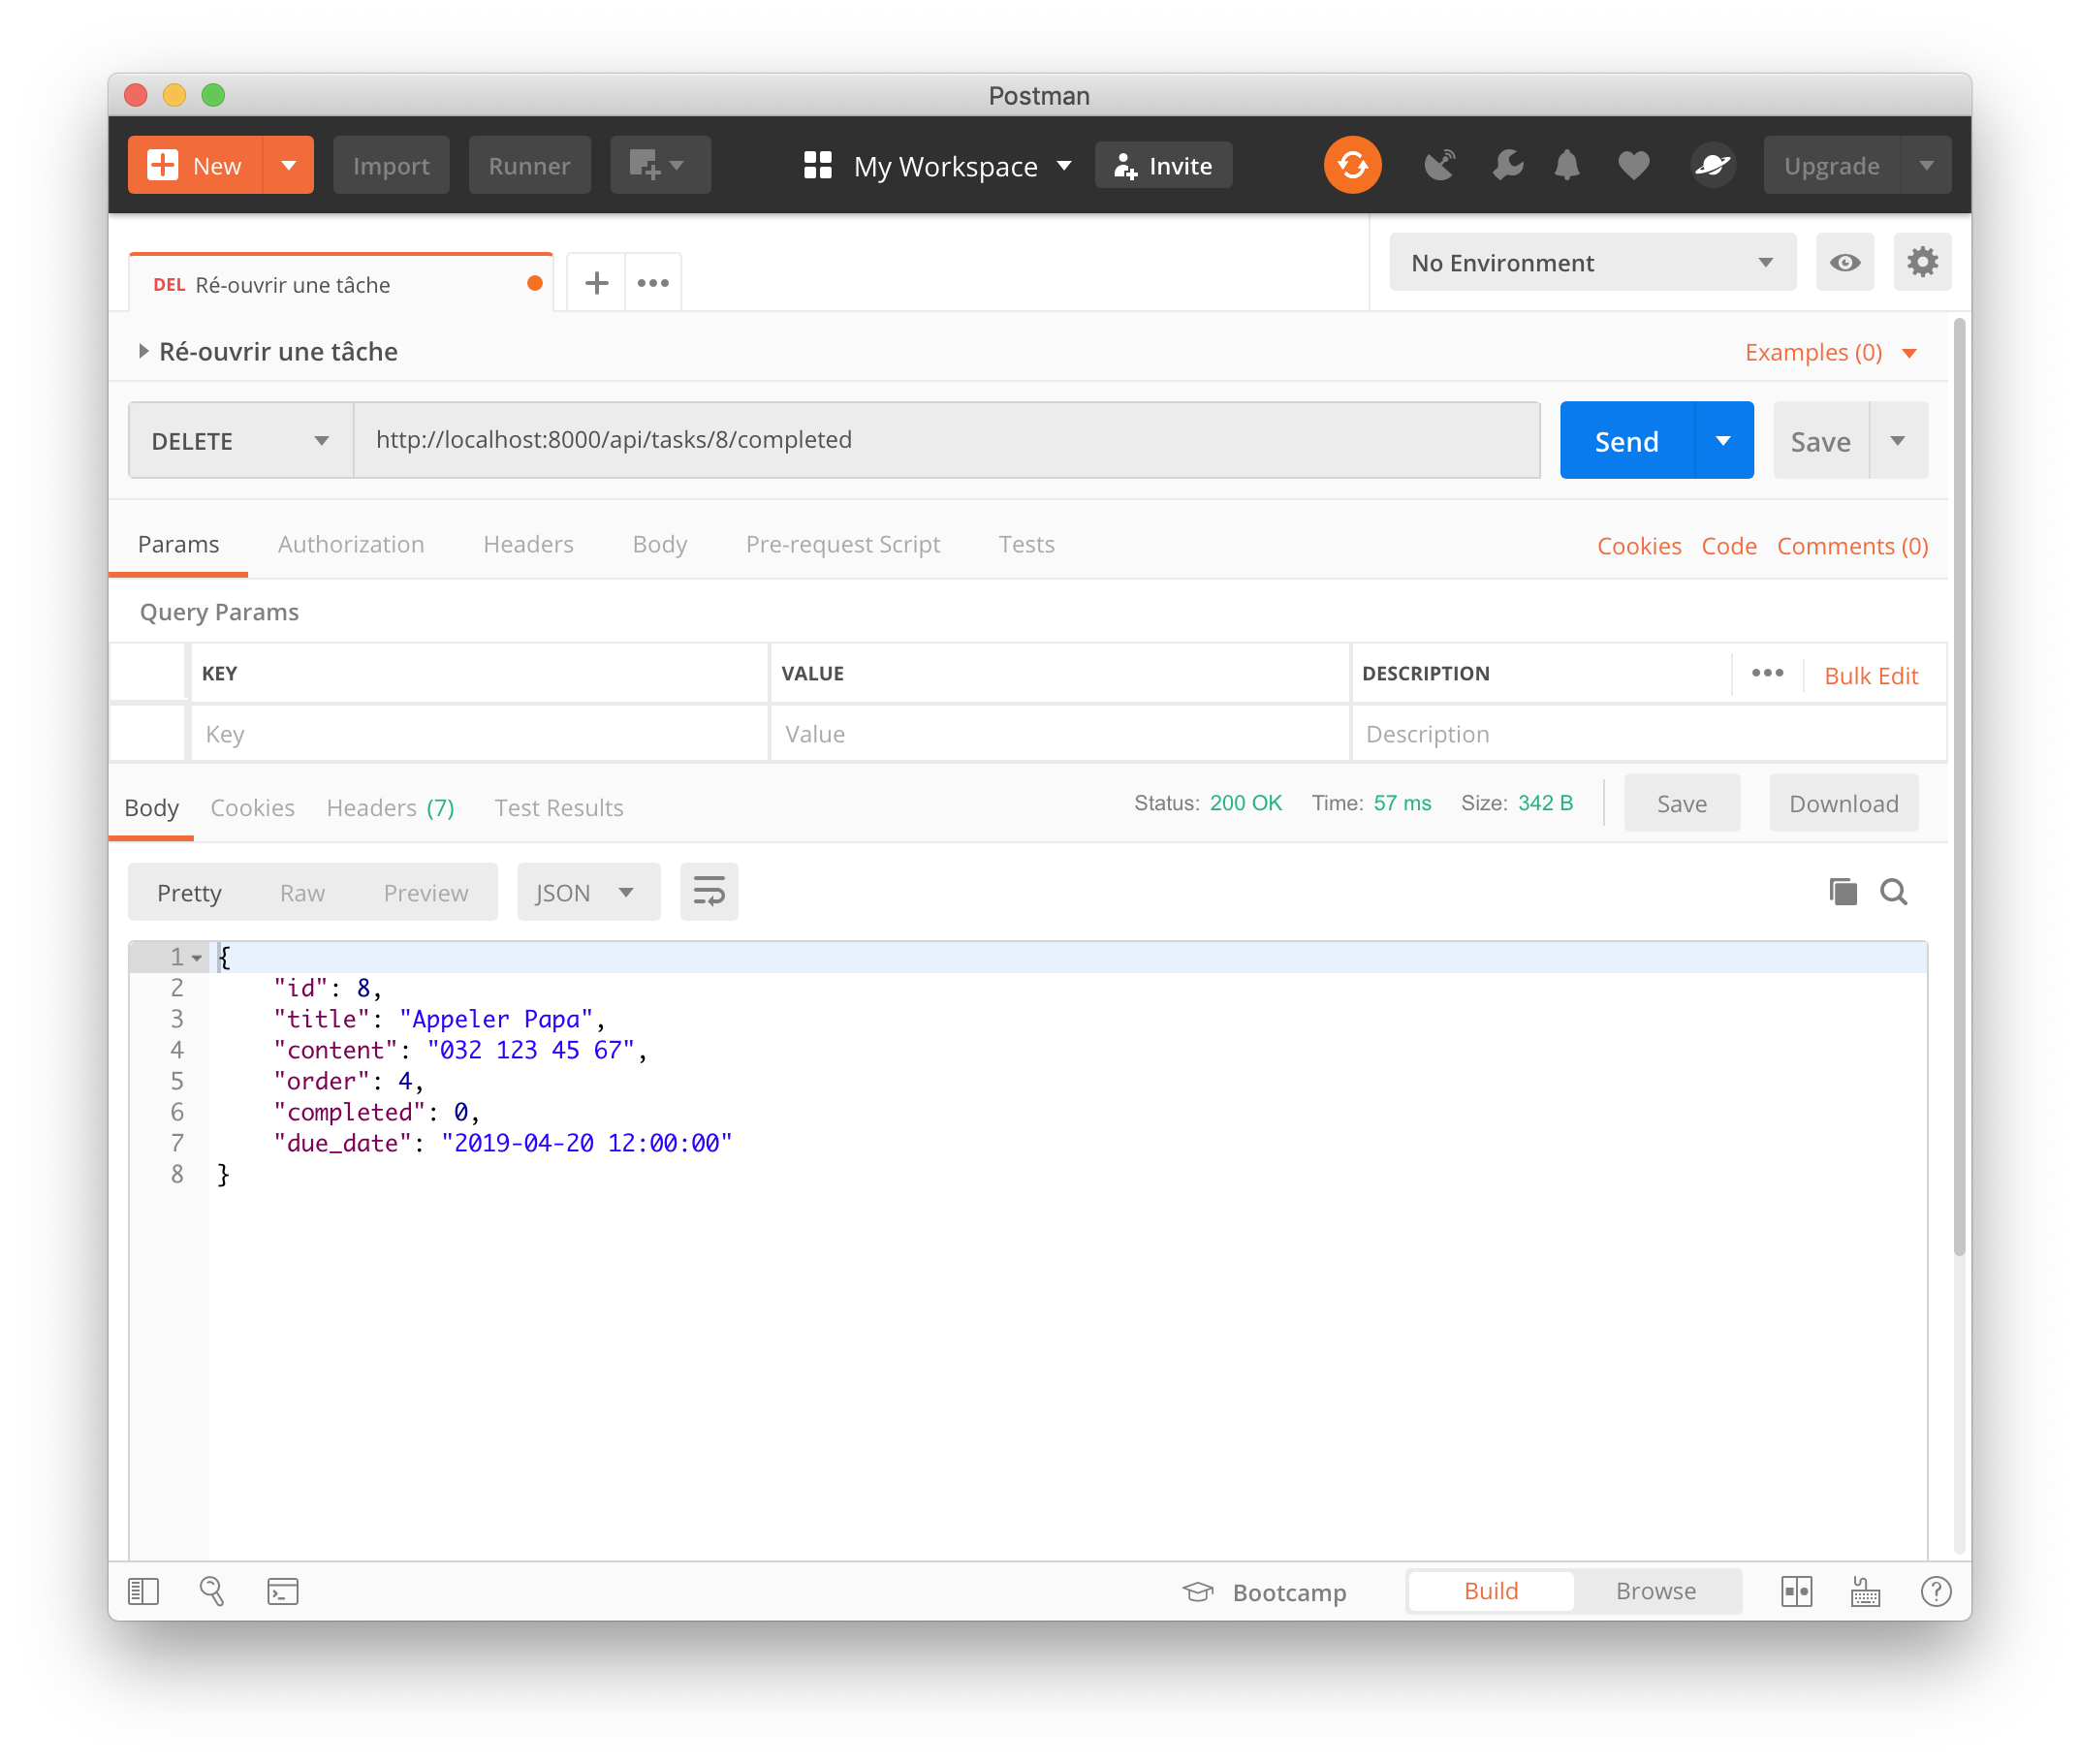 Postman
New Import Runner My Workspace Invite Upgrade
DEL Ré-ouvrir une tâche No Environment
Ré-ouvrir une tâche Examples (0)
DELETE http://localhost:8000/api/tasks/8/completed Send Save
Params Authorization Headers Body Pre-request Script Tests Cookies Code Comments (0)
Query Params
KEY VALUE DESCRIPTION Bulk Edit
Key Value Description
Body Cookies Headers (7) Test Results Status: 200 OK Time: 57 ms Size: 342 B Save Download
Pretty Raw Preview JSON
1 {
2 "id": 8,
3 "title": "Appeler Papa",
4 "content": "032 123 45 67",
5 "order": 4,
6 "completed": 0,
7 "due_date": "2019-04-20 12:00:00"
8 }
Bootcamp Build Browse